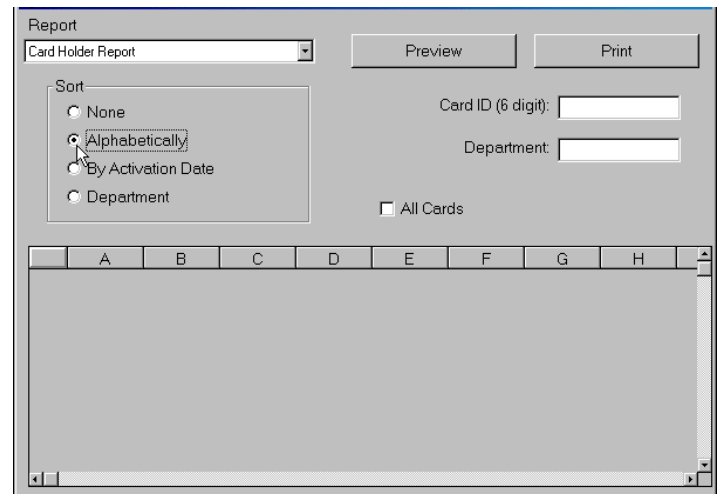 Report
Card Holder Report
Preview
Print
Sort
None
Alphabetically
By Activation Date
Department
Card ID (6 digit):
Department:
All Cards
A B C D E F G H